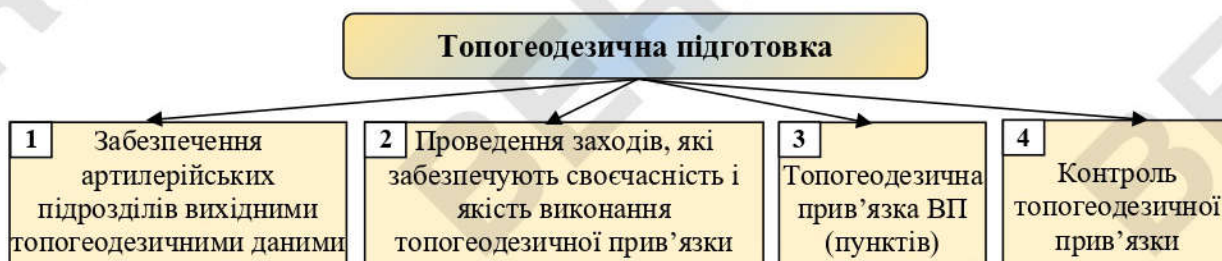 Топогеодезична підготовка
1
Забезпечення
артилерійських
підрозділів вихідними
топогеодезичними даними
2
Проведення заходів, які
забезпечують своєчасність і
якість виконання
топогеодезичної прив’язки
3
Топогеодезична
прив’язка ВП
(пунктів)
4
Контроль
топогеодезичної
прив’язки